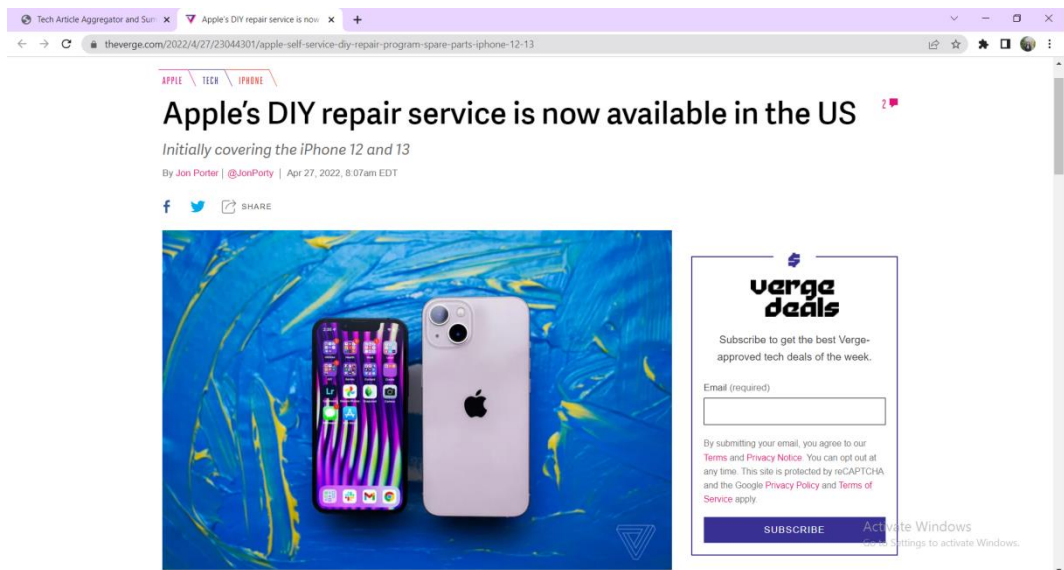 Tech Article Aggregator and Sum
Apple's DIY repair service is now
theverge.com/2022/4/27/23044301/apple-self-service-diy-repair-program-spare-parts-iphone-12-13
APPLE TECH IPHONE
Apple's DIY repair service is now available in the US
2
Initially covering the iPhone 12 and 13
By Jon Porter | @JonPorty | Apr 27, 2022, 8:07am EDT
SHARE
Lr
verge
deals
Subscribe to get the best Verge-
approved tech deals of the week.
Email (required)
By submitting your email, you agree to our
Terms and Privacy Notice. You can opt out at
any time. This site is protected by reCAPTCHA
and the Google Privacy Policy and Terms of
Service apply.
SUBSCRIBE
Activate Windows
Go to Settings to activate Windows.